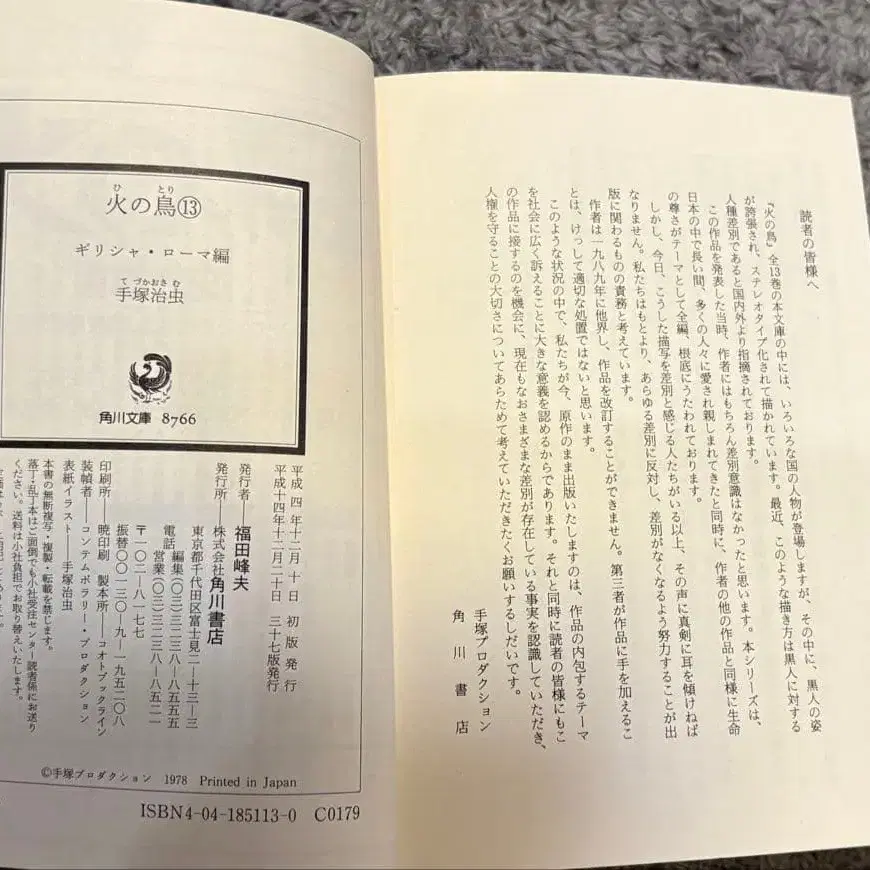 読者の皆様へ
『火の鳥』全13巻の本文庫の中には、いろいろな国の人物が登場しますが、その中に、黒人の姿
が誇張され、ステレオタイプ化されて描かれています。最近、このような描き方は黒人に対する
人種差別であると国内外より指摘されております。
この作品を発表した当時、作者にはもちろん差別意識はなかったと思います。本シリーズは、
日本の中で長い間、多くの人々に愛され親しまれてきたと同時に、作者の他の作品と同様に生命
の尊さがテーマとして全編、根底にうたわれております。
しかし、今日、こうした描写を差別と感じる人たちがいる以上、その声に真剣に耳を傾けねば
なりません。私たちはもとより、あらゆる差別に反対し、差別がなくなるよう努力することが出
版に関わるものの責務と考えています。
作者は一九八九年に他界し、作品を改訂することができません。第三者が作品に手を加えるこ
とは、けっして適切な処置ではないと思います。
このような状況の中で、私たちが今、原作のまま出版いたしますのは、作品の内包するテーマ
を社会に広く訴えることに大きな意義を認めるからであります。それと同時に読者の皆様にもこ
の作品に接するのを機会に、現在もなおさまざまな差別が存在している事実を認識していただき、
人権を守ることの大切さについてあらためて考えていただきたくお願いするしだいです。
手塚プロダクション
角川書店
ひ とり
火の鳥⑬
ギリシャ・ローマ編
てづかおさむ
手塚治虫
角川文庫 8766
平成四年十二月十日 初版発行
平成十四年十二月二十日 三十七版発行
発行者――福田峰夫
発行所――株式会社角川書店
東京都千代田区富士見二―十三―三
電話 編集(〇三)三二三八―八五五五
営業(〇三)三二三八―八五二一
〒一〇二―八一七七
振替〇〇一三〇―九―一九五二〇八
印刷所――暁印刷 製本所――コオトブックライン
装幀者――コンテムポラリー・プロダクション
表紙イラスト――手塚治虫
本書の無断複写・複製・転載を禁じます。
落丁・乱丁本はご面倒でも小社受注センター読者係にお送り
ください。送料は小社負担でお取り替えいたします。
©手塚プロダクション 1978 Printed in Japan
ISBN4-04-185113-0 C0179